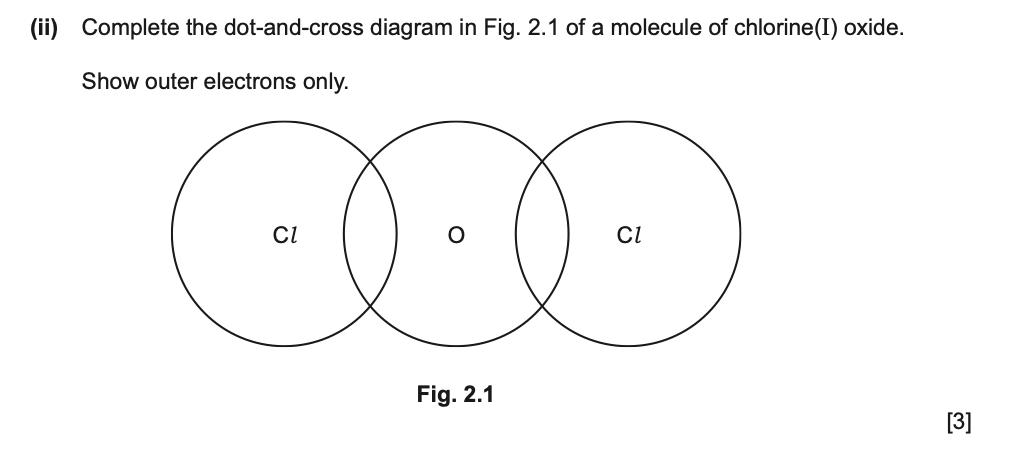 (ii) Complete the dot-and-cross diagram in Fig. 2.1 of a molecule of chlorine(I) oxide.
Show outer electrons only.
Cl O Cl
Fig. 2.1
[3]